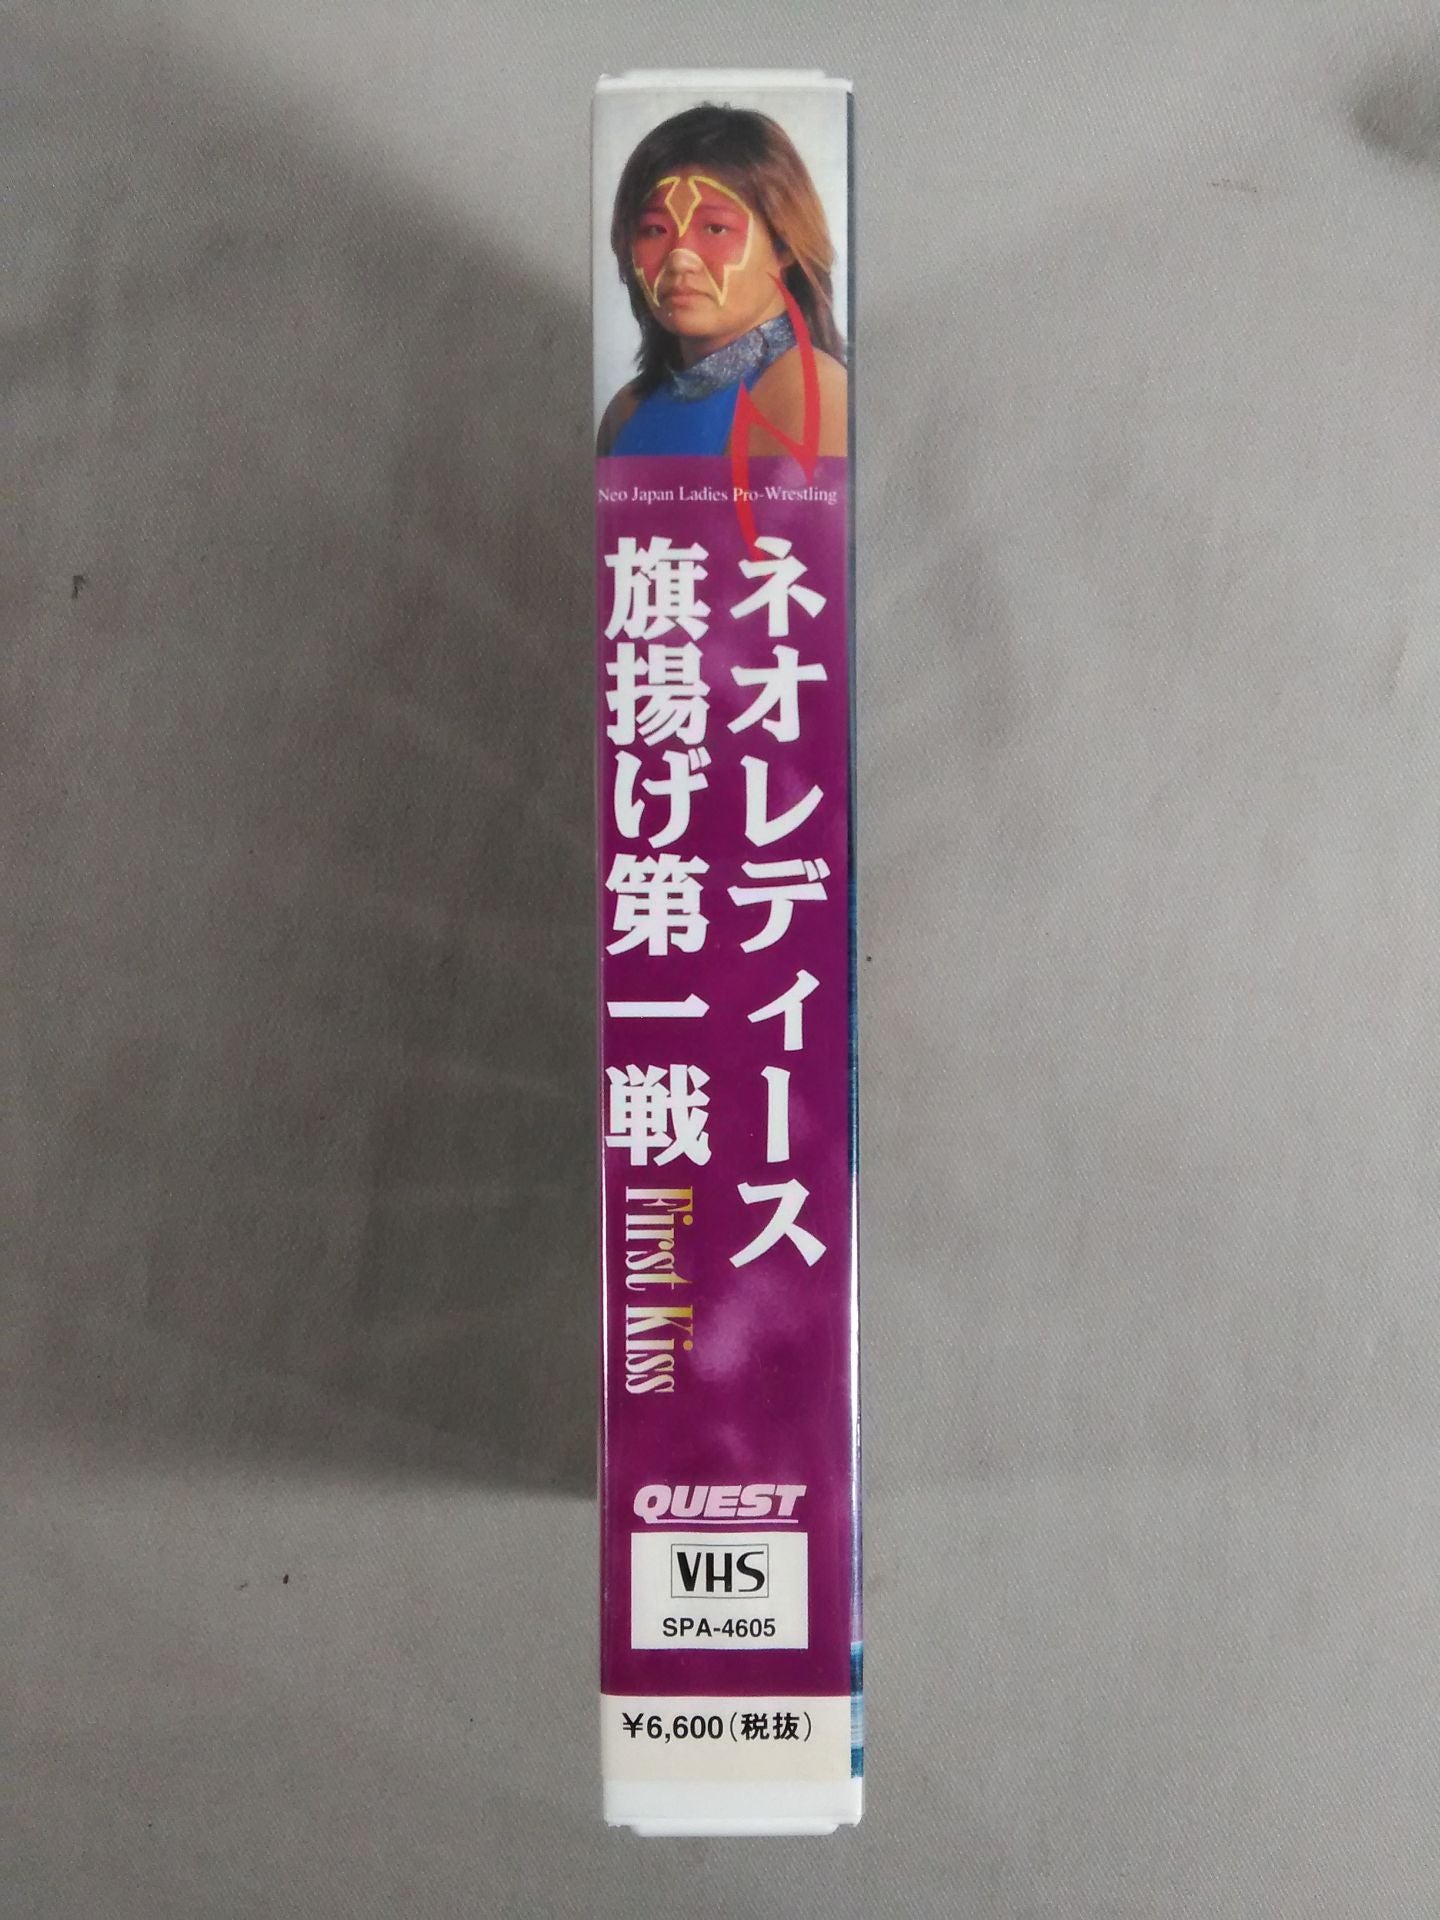 Neo Japan Ladies Pro-Wrestling
ネオレディース
旗揚げ第一戦
First Kiss
QUEST
VHS
SPA-4605
¥6,600(税抜)